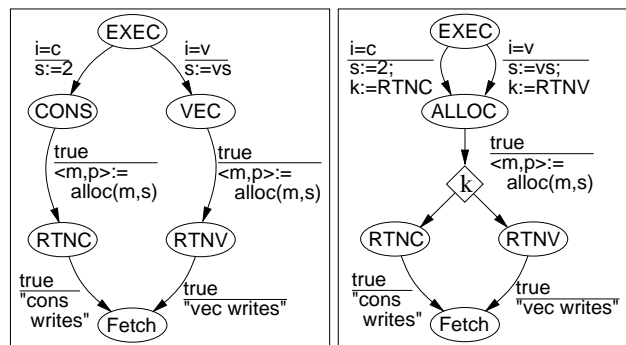 EXEC
i=c
s:=2
i=v
s:=vs
CONS
VEC
true
<m,p>:=
alloc(m,s)
true
<m,p>:=
alloc(m,s)
RTNC
RTNV
true
"cons
writes"
true
"vec writes"
Fetch
EXEC
i=c
s:=2;
k:=RTNC
i=v
s:=vs;
k:=RTNV
ALLOC
true
<m,p>:=
alloc(m,s)
k
RTNC
RTNV
true
"cons
writes"
true
"vec writes"
Fetch